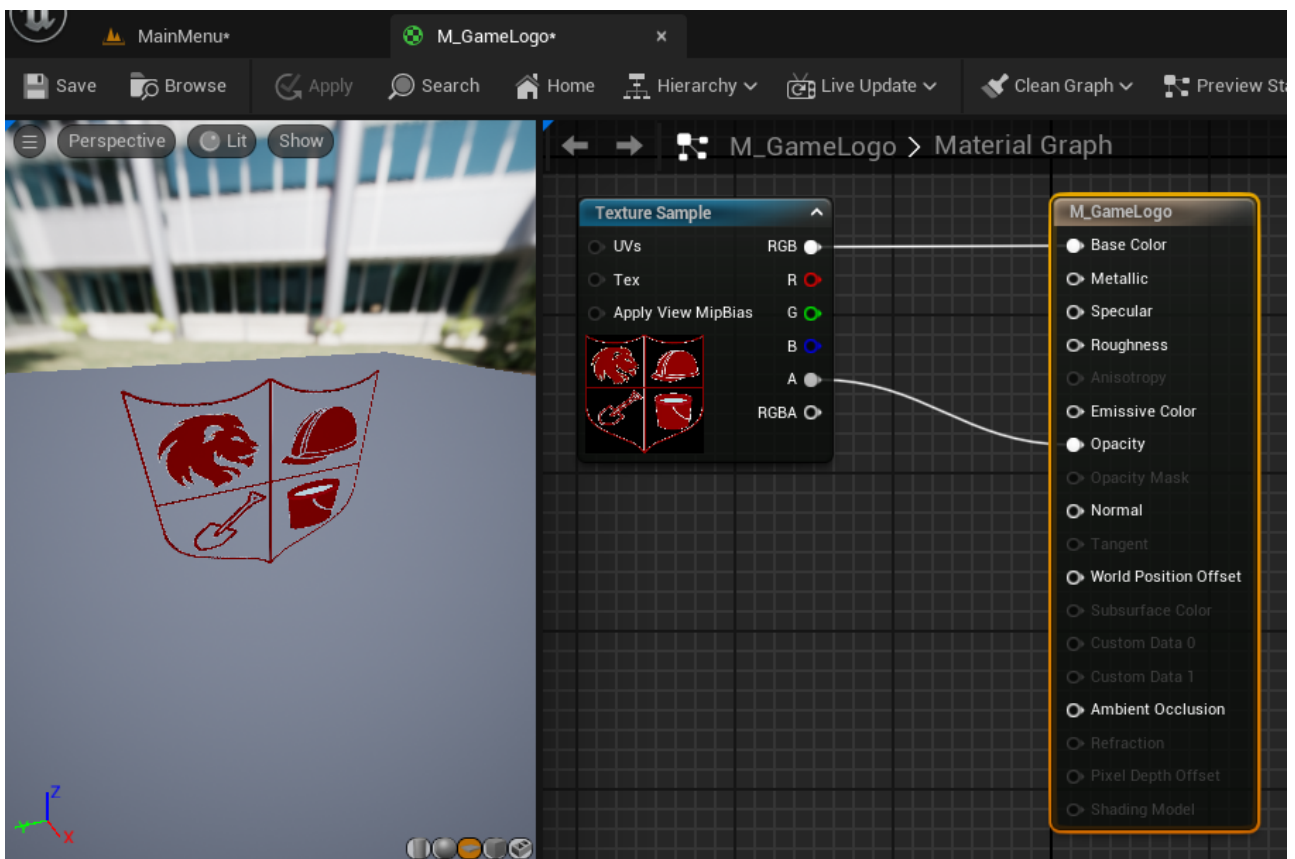 MainMenu*
M_GameLogo*
Save
Browse
Apply
Search
Home
Hierarchy
Live Update
Clean Graph
Preview Sta
Perspective
Lit
Show
M_GameLogo > Material Graph
Texture Sample
UVs
RGB
Tex
R
Apply View MipBias
G
B
A
RGBA
M_GameLogo
Base Color
Metallic
Specular
Roughness
Anisotropy
Emissive Color
Opacity
Opacity Mask
Normal
Tangent
World Position Offset
Subsurface Color
Custom Data 0
Custom Data 1
Ambient Occlusion
Refraction
Pixel Depth Offset
Shading Model
Z
X